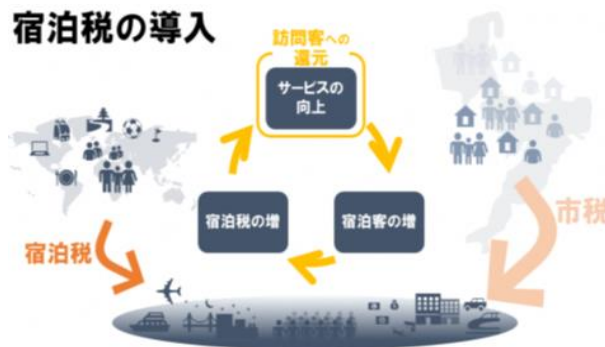 宿泊税の導入
訪問客への
還元
サービスの
向上
宿泊税の増
宿泊客の増
宿泊税
市税